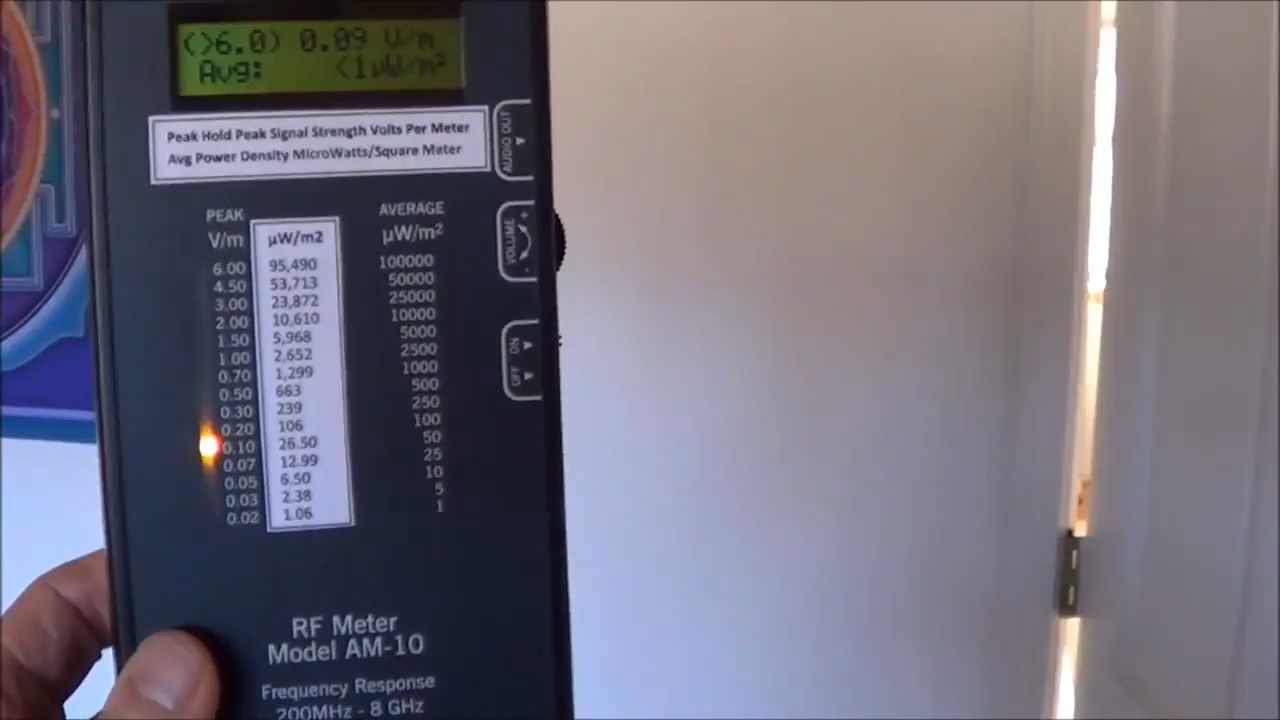 (>6.0) 0.09 V/m
Avg: <1µW/m²
Peak Hold Peak Signal Strength Volts Per Meter
Avg Power Density MicroWatts/Square Meter
AUDIO OUT
VOLUME + -
OFF ON
PEAK AVERAGE
V/m µW/m2 µW/m²
6.00 95,490 100000
4.50 53,713 50000
3.00 23,872 25000
2.00 10,610 10000
1.50 5,968 5000
1.00 2,652 2500
0.70 1,299 1000
0.50 663 500
0.30 239 250
0.20 106 100
0.10 26.50 50
0.07 12.99 25
0.05 6.50 10
0.03 2.38 5
0.02 1.06 1
RF Meter
Model AM-10
Frequency Response
200MHz - 8 GHz